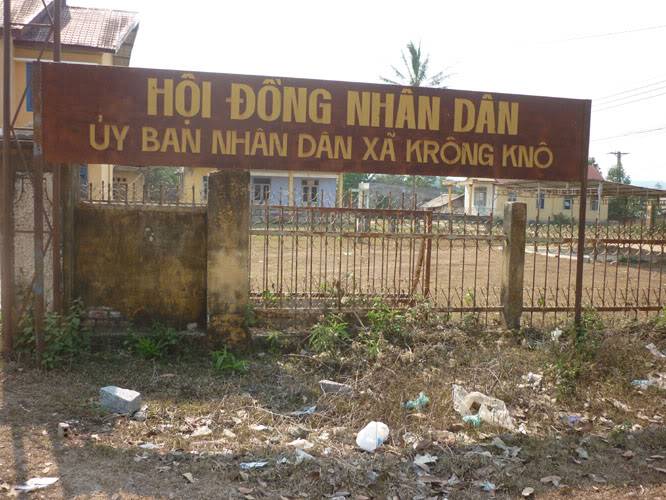 HỘI ĐỒNG NHÂN DÂN
ỦY BAN NHÂN DÂN XÃ KRÔNG KNÔ